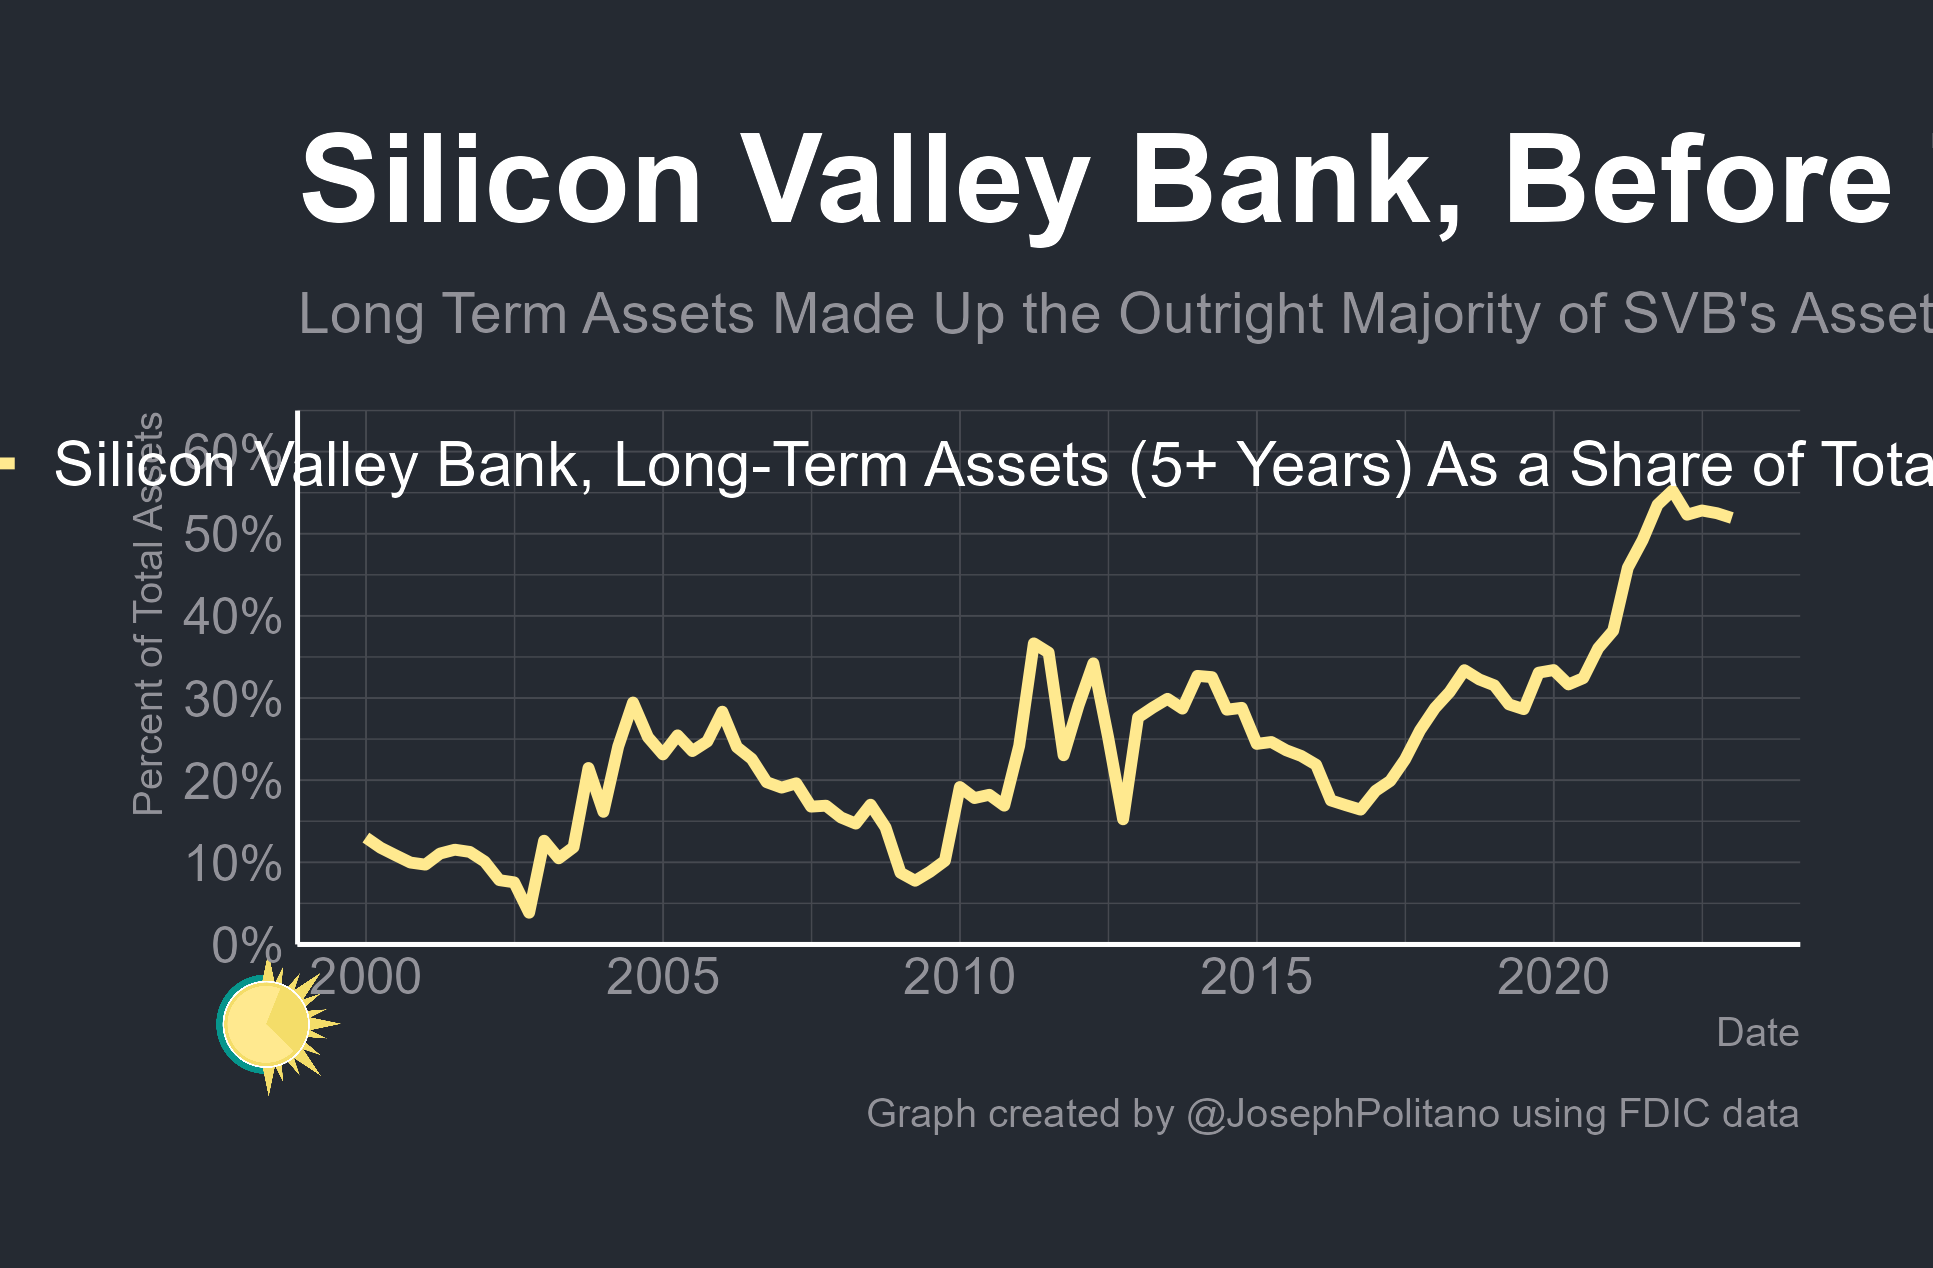 Silicon Valley Bank, Before
Long Term Assets Made Up the Outright Majority of SVB's Asset
Silicon Valley Bank, Long-Term Assets (5+ Years) As a Share of Tota
Percent of Total Assets
60%
50%
40%
30%
20%
10%
0%
2000 2005 2010 2015 2020
Date
Graph created by @JosephPolitano using FDIC data